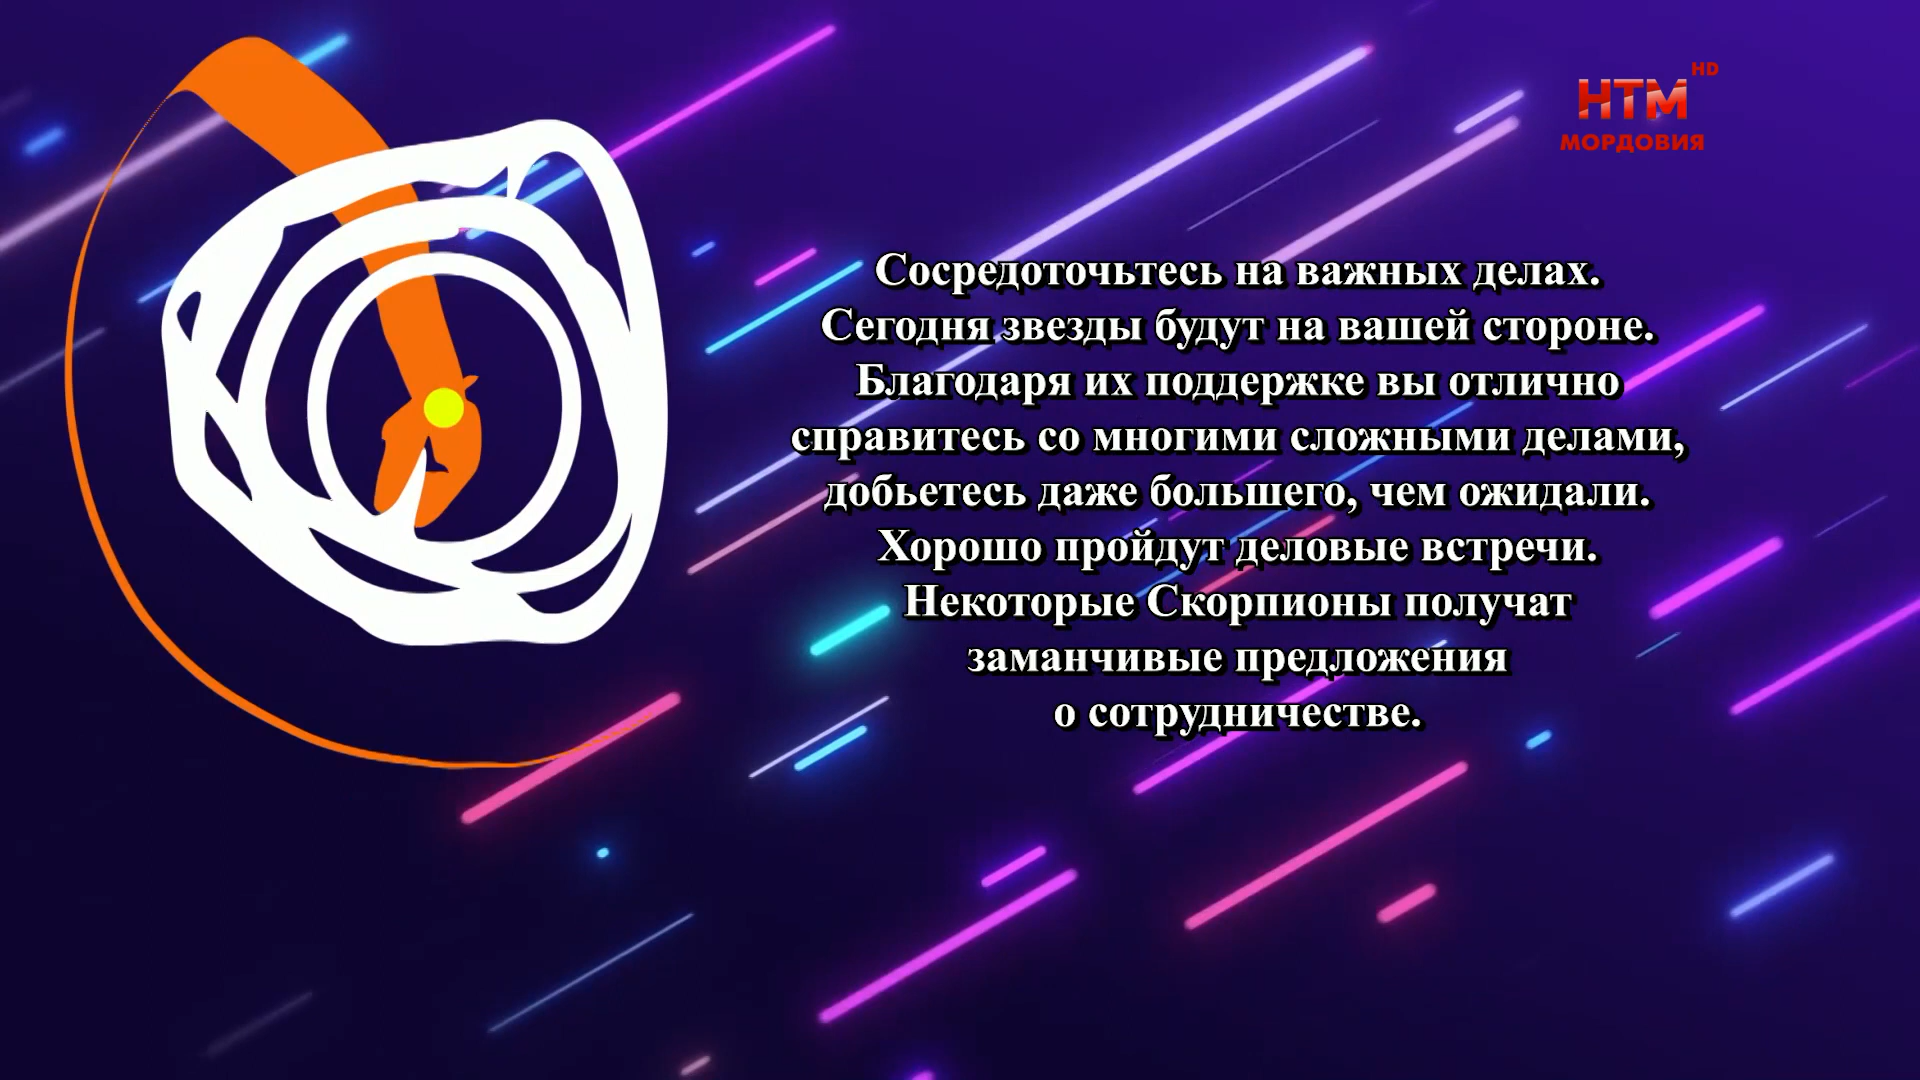 HD
НТМ
МОРДОВИЯ
Сосредоточьтесь на важных делах.
Сегодня звезды будут на вашей стороне.
Благодаря их поддержке вы отлично
справитесь со многими сложными делами,
добьетесь даже большего, чем ожидали.
Хорошо пройдут деловые встречи.
Некоторые Скорпионы получат
заманчивые предложения
о сотрудничестве.